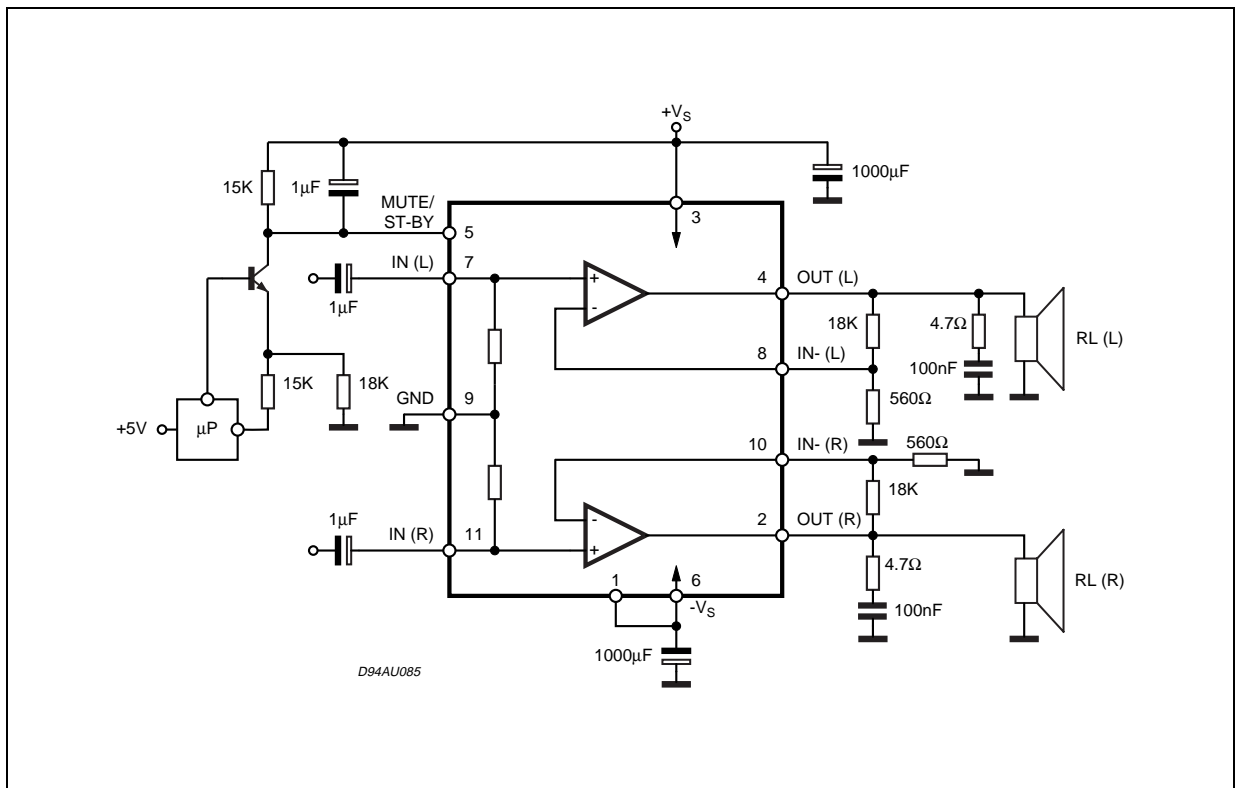 +VS
15K
1μF
1000μF
MUTE/
ST-BY
3
5
IN (L)
7
4
OUT (L)
+
-
1μF
18K
4.7Ω
RL (L)
8
IN- (L)
100nF
15K
18K
GND
9
560Ω
+5V
μP
10
IN- (R)
560Ω
18K
1μF
IN (R)
11
-
+
2
OUT (R)
4.7Ω
RL (R)
1
6
-VS
100nF
1000μF
D94AU085